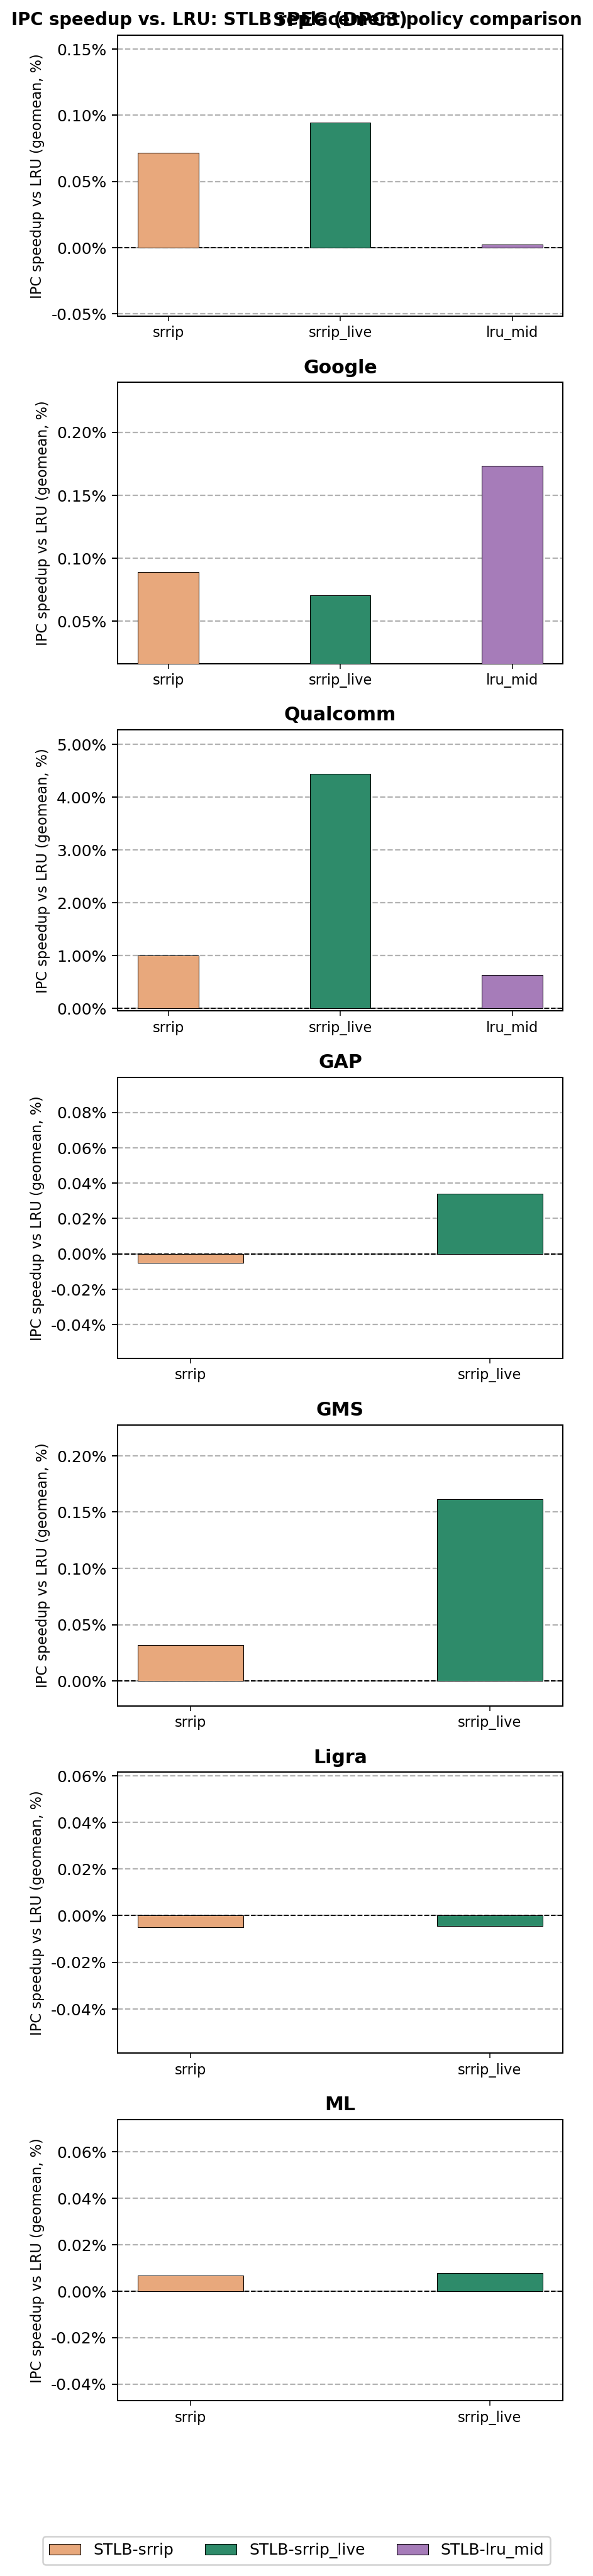 IPC speedup vs. LRU: STLB replacement policy comparison
SPEC (DPC3)
IPC speedup vs LRU (geomean, %)
0.15%
0.10%
0.05%
0.00%
-0.05%
srrip srrip_live lru_mid
Google
IPC speedup vs LRU (geomean, %)
0.20%
0.15%
0.10%
0.05%
srrip srrip_live lru_mid
Qualcomm
IPC speedup vs LRU (geomean, %)
5.00%
4.00%
3.00%
2.00%
1.00%
0.00%
srrip srrip_live lru_mid
GAP
IPC speedup vs LRU (geomean, %)
0.08%
0.06%
0.04%
0.02%
0.00%
-0.02%
-0.04%
srrip srrip_live
GMS
IPC speedup vs LRU (geomean, %)
0.20%
0.15%
0.10%
0.05%
0.00%
srrip srrip_live
Ligra
IPC speedup vs LRU (geomean, %)
0.06%
0.04%
0.02%
0.00%
-0.02%
-0.04%
srrip srrip_live
ML
IPC speedup vs LRU (geomean, %)
0.06%
0.04%
0.02%
0.00%
-0.02%
-0.04%
srrip srrip_live
STLB-srrip STLB-srrip_live STLB-lru_mid